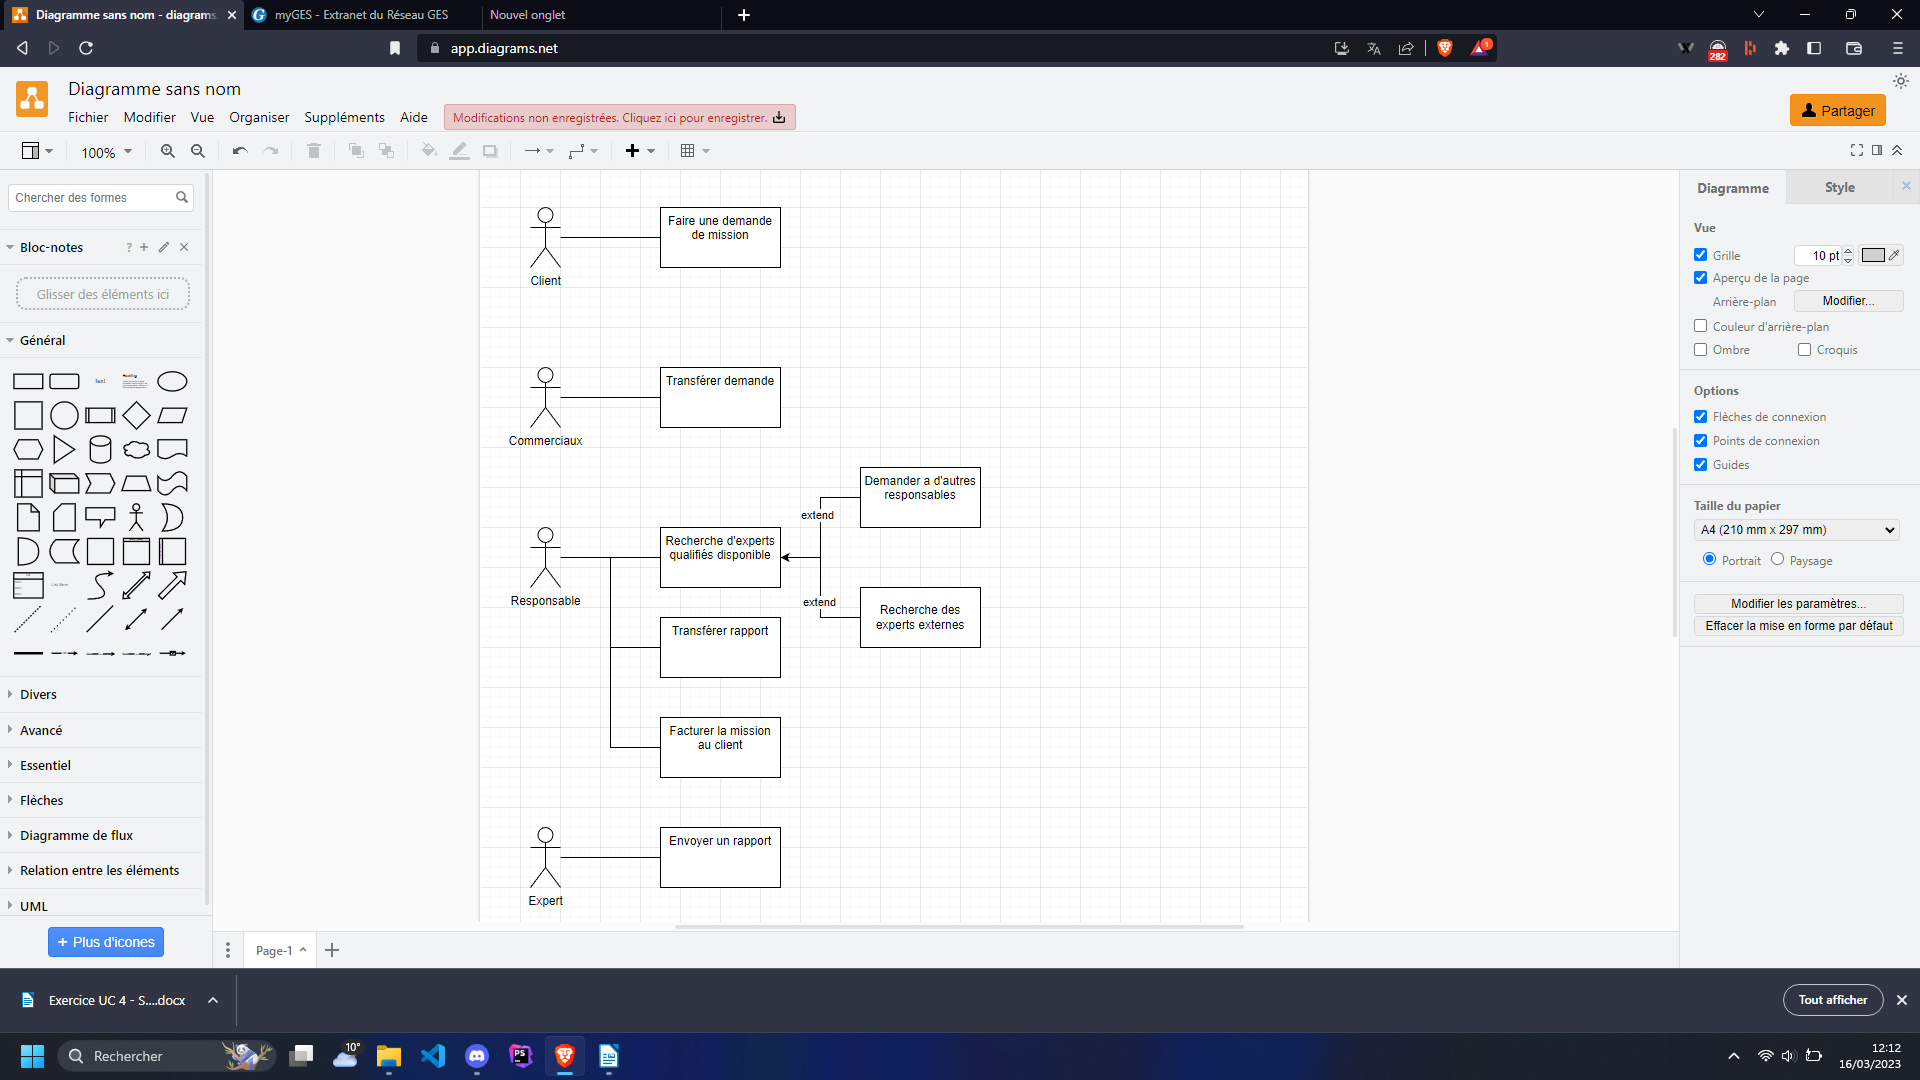 Diagramme sans nom - diagrams.
myGES - Extranet du Réseau GES
Nouvel onglet
app.diagrams.net
1
282
Diagramme sans nom
Fichier
Modifier
Vue
Organiser
Suppléments
Aide
Modifications non enregistrées. Cliquez ici pour enregistrer.
Partager
100%
Chercher des formes
Bloc-notes
?
Glisser des éléments ici
Général
Text
Heading
List Item
Divers
Avancé
Essentiel
Flèches
Diagramme de flux
Relation entre les éléments
UML
+ Plus d'icones
Client
Faire une demande
de mission
Commerciaux
Transférer demande
Demander a d'autres
responsables
extend
Responsable
Recherche d'experts
qualifiés disponible
extend
Recherche des
experts externes
Transférer rapport
Facturer la mission
au client
Expert
Envoyer un rapport
Page-1
Diagramme
Style
Vue
Grille
10 pt
Aperçu de la page
Arrière-plan
Modifier...
Couleur d'arrière-plan
Ombre
Croquis
Options
Flèches de connexion
Points de connexion
Guides
Taille du papier
A4 (210 mm x 297 mm)
Portrait
Paysage
Modifier les paramètres...
Effacer la mise en forme par défaut
Exercice UC 4 - S....docx
Tout afficher
Rechercher
10°
PS
12:12
16/03/2023